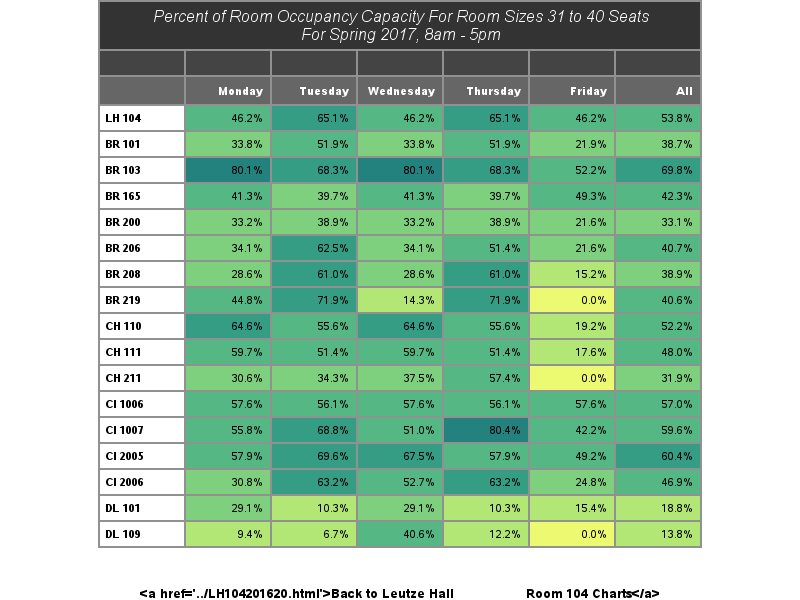 Percent of Room Occupancy Capacity For Room Sizes 31 to 40 Seats
For Spring 2017, 8am - 5pm
Monday Tuesday Wednesday Thursday Friday All
LH 104 46.2% 65.1% 46.2% 65.1% 46.2% 53.8%
BR 101 33.8% 51.9% 33.8% 51.9% 21.9% 38.7%
BR 103 80.1% 68.3% 80.1% 68.3% 52.2% 69.8%
BR 165 41.3% 39.7% 41.3% 39.7% 49.3% 42.3%
BR 200 33.2% 38.9% 33.2% 38.9% 21.6% 33.1%
BR 206 34.1% 62.5% 34.1% 51.4% 21.6% 40.7%
BR 208 28.6% 61.0% 28.6% 61.0% 15.2% 38.9%
BR 219 44.8% 71.9% 14.3% 71.9% 0.0% 40.6%
CH 110 64.6% 55.6% 64.6% 55.6% 19.2% 52.2%
CH 111 59.7% 51.4% 59.7% 51.4% 17.6% 48.0%
CH 211 30.6% 34.3% 37.5% 57.4% 0.0% 31.9%
CI 1006 57.6% 56.1% 57.6% 56.1% 57.6% 57.0%
CI 1007 55.8% 68.8% 51.0% 80.4% 42.2% 59.6%
CI 2005 57.9% 69.6% 67.5% 57.9% 49.2% 60.4%
CI 2006 30.8% 63.2% 52.7% 63.2% 24.8% 46.9%
DL 101 29.1% 10.3% 29.1% 10.3% 15.4% 18.8%
DL 109 9.4% 6.7% 40.6% 12.2% 0.0% 13.8%
<a href='../LH104201620.html'>Back to Leutze Hall Room 104 Charts</a>